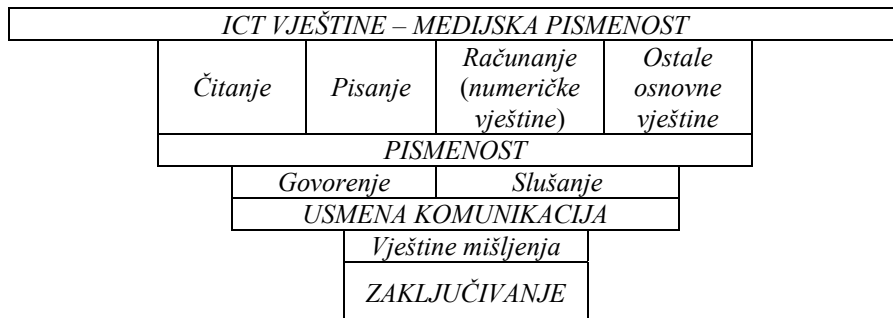 ICT VJEŠTINE – MEDIJSKA PISMENOST
Čitanje
Pisanje
Računanje
(numeričke
vještine)
Ostale
osnovne
vještine
PISMENOST
Govorenje
Slušanje
USMENA KOMUNIKACIJA
Vještine mišljenja
ZAKLJUČIVANJE